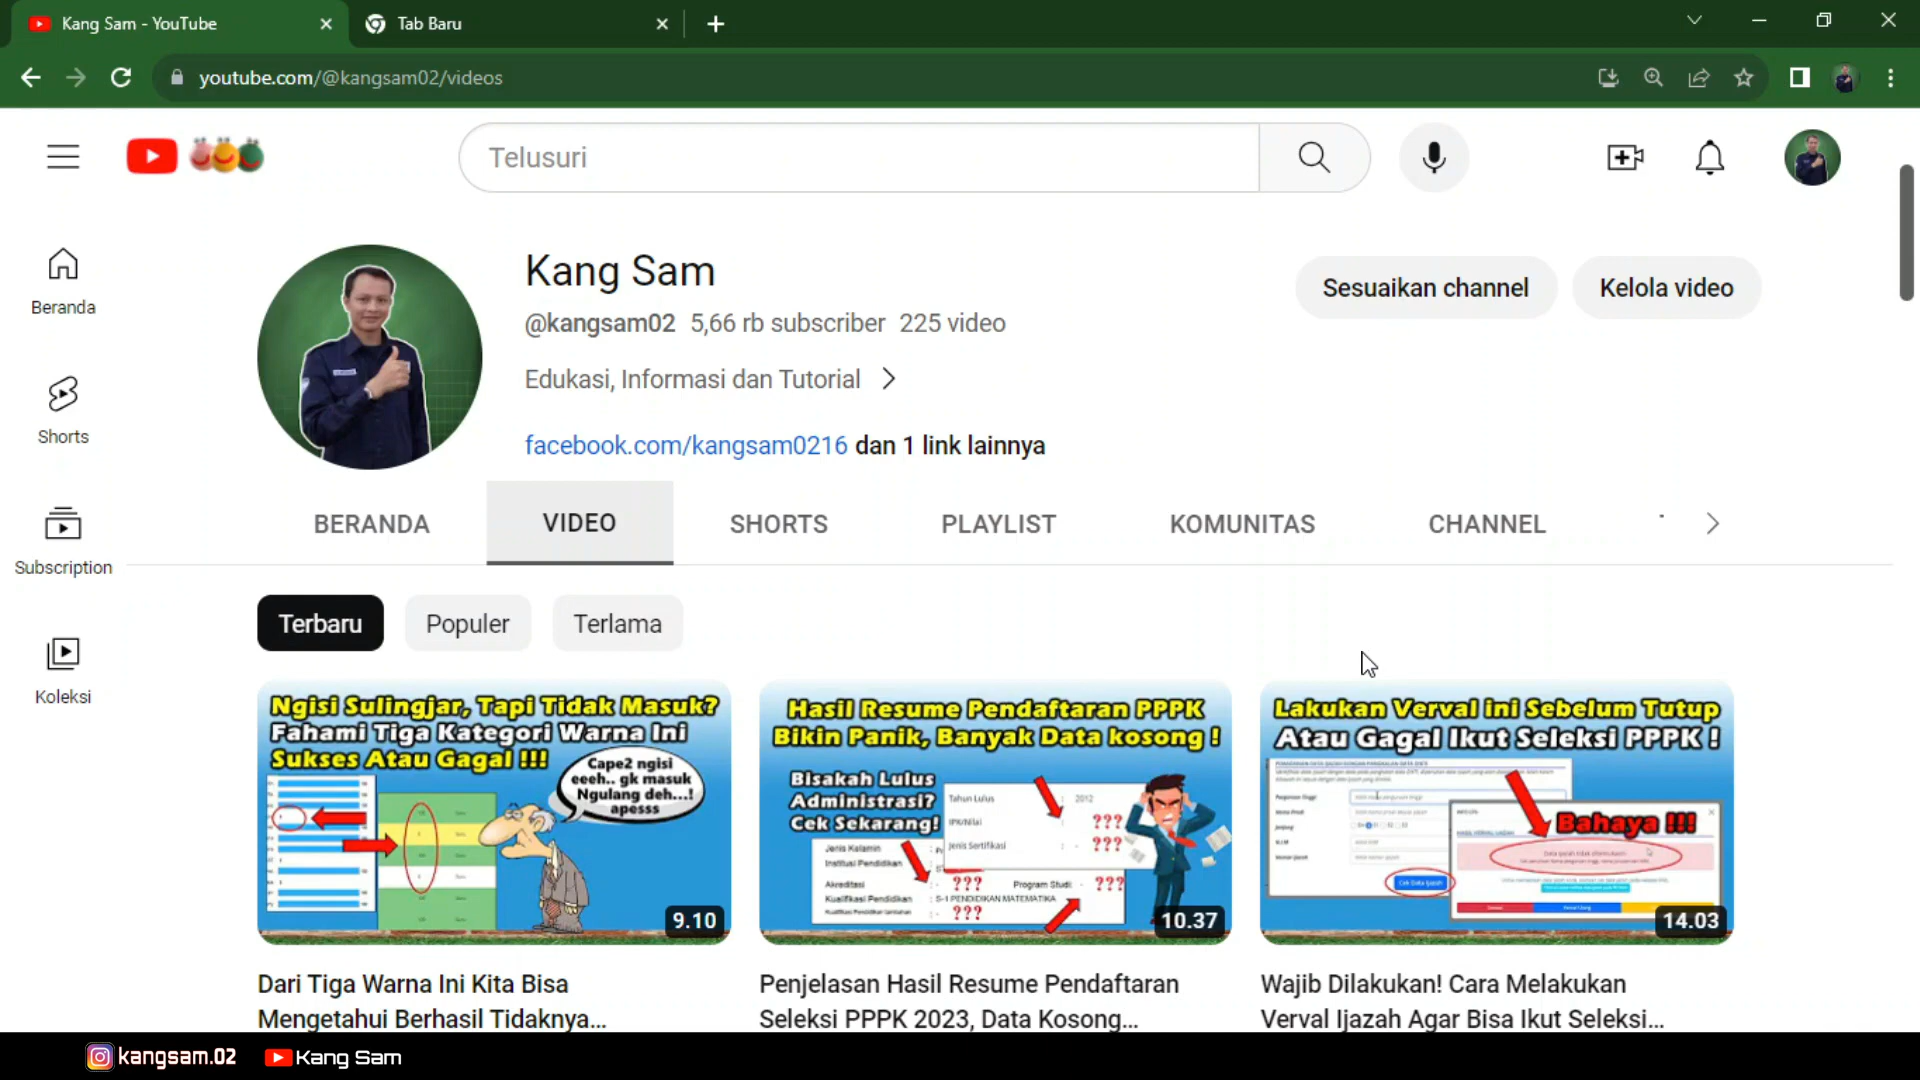 Kang Sam - YouTube
Tab Baru
youtube.com/@kangsam02/videos
Telusuri
Beranda
Shorts
Subscription
Koleksi
Kang Sam
@kangsam02 5,66 rb subscriber 225 video
Edukasi, Informasi dan Tutorial
facebook.com/kangsam0216 dan 1 link lainnya
Sesuaikan channel
Kelola video
BERANDA
VIDEO
SHORTS
PLAYLIST
KOMUNITAS
CHANNEL
Terbaru
Populer
Terlama
Ngisi Sulingjar, Tapi Tidak Masuk?
Fahami Tiga Kategori Warna Ini
Sukses Atau Gagal !!!
Cape2 ngisi
eeeh.. gk masuk
Ngulang deh...!
apesss
9.10
Dari Tiga Warna Ini Kita Bisa
Mengetahui Berhasil Tidaknya...
Hasil Resume Pendaftaran PPPK
Bikin Panik, Banyak Data kosong !
Bisakah Lulus
Administrasi?
Cek Sekarang!
Tahun Lulus : 2012
IPK/Nilai : ???
Jenis Sertifikasi : - ???
Jenis Kelamin
Institusi Pendidikan
Akreditasi : - ??? Program Studi: - ???
Kualifikasi Pendidikan : S-1 PENDIDIKAN MATEMATIKA
Kualifikasi Pendidikan tambahan : - ???
10.37
Penjelasan Hasil Resume Pendaftaran
Seleksi PPPK 2023, Data Kosong...
Lakukan Verval ini Sebelum Tutup
Atau Gagal Ikut Seleksi PPPK !
Bahaya !!!
Cek Data Ijazah
14.03
Wajib Dilakukan! Cara Melakukan
Verval Ijazah Agar Bisa Ikut Seleksi...
kangsam.02
Kang Sam